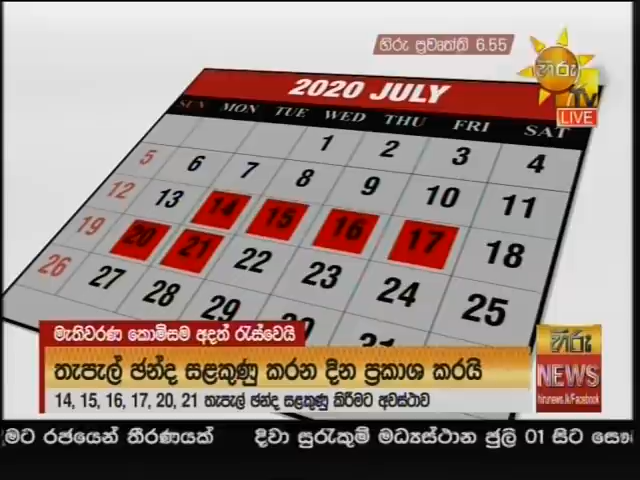 හිරු ප්‍රවෘත්ති 6.55
හිරු
TV
LIVE
2020 JULY
SUN MON TUE WED THU FRI SAT
1 2 3 4
5 6 7 8 9 10 11
12 13 14 15 16 17 18
19 20 21 22 23 24 25
26 27 28 29 31
මැතිවරණ කොමිසම අදත් රැස්වෙයි
තැපැල් ඡන්ද සළකුණු කරන දින ප්‍රකාශ කරයි
14, 15, 16, 17, 20, 21 තැපැල් ඡන්ද සළකුණු කිරීමට අවස්ථාව
හිරු
NEWS
hirunews.lk/Facebook
මට රජයෙන් තීරණයක් දිවා සුරැකුම් මධ්‍යස්ථාන ජුලි 01 සිට සෞ